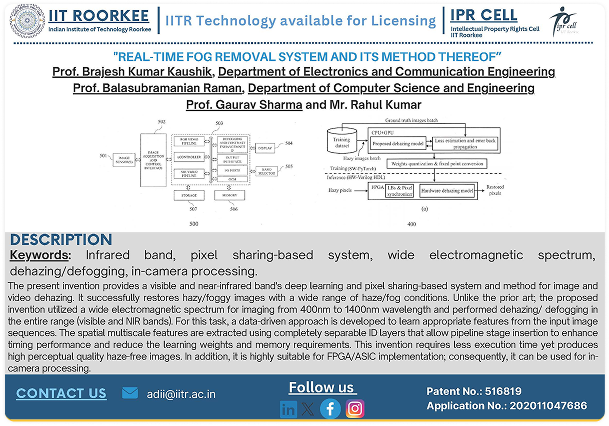 IIT ROORKEE
Indian Institute of Technology Roorkee
IITR Technology available for Licensing
IPR CELL
Intellectual Property Rights Cell
IIT Roorkee
ipr cell
"REAL-TIME FOG REMOVAL SYSTEM AND ITS METHOD THEREOF"
Prof. Brajesh Kumar Kaushik, Department of Electronics and Communication Engineering
Prof. Balasubramanian Raman, Department of Computer Science and Engineering
Prof. Gaurav Sharma and Mr. Rahul Kumar
502
503
501
504
505
DISPLAY
STORAGE
MEMORY
507
506
500
Ground truth images batch
Training dataset
CPU+GPU
Proposed dehazing model
Loss estimation and error back propagation
Hazy images batch
Weights quantization & fixed point conversion
Training (SW-PyTorch)
Inference (HW-Verilog HDL)
Hazy pixels
FPGA
LBs & Pixel synchronizer
Hardware dehazing model
Restored pixels
(a)
400
DESCRIPTION
Keywords: Infrared band, pixel sharing-based system, wide electromagnetic spectrum,
dehazing/defogging, in-camera processing.
The present invention provides a visible and near-infrared band's deep learning and pixel sharing-based system and method for image and
video dehazing. It successfully restores hazy/foggy images with a wide range of haze/fog conditions. Unlike the prior art; the proposed
invention utilized a wide electromagnetic spectrum for imaging from 400nm to 1400nm wavelength and performed dehazing/ defogging in
the entire range (visible and NIR bands). For this task, a data-driven approach is developed to learn appropriate features from the input image
sequences. The spatial multiscale features are extracted using completely separable ID layers that allow pipeline stage insertion to enhance
timing performance and reduce the learning weights and memory requirements. This invention requires less execution time yet produces
high perceptual quality haze-free images. In addition, it is highly suitable for FPGA/ASIC implementation; consequently, it can be used for in-
camera processing.
CONTACT US
adii@iitr.ac.in
Follow us
Patent No.: 516819
Application No.: 202011047686